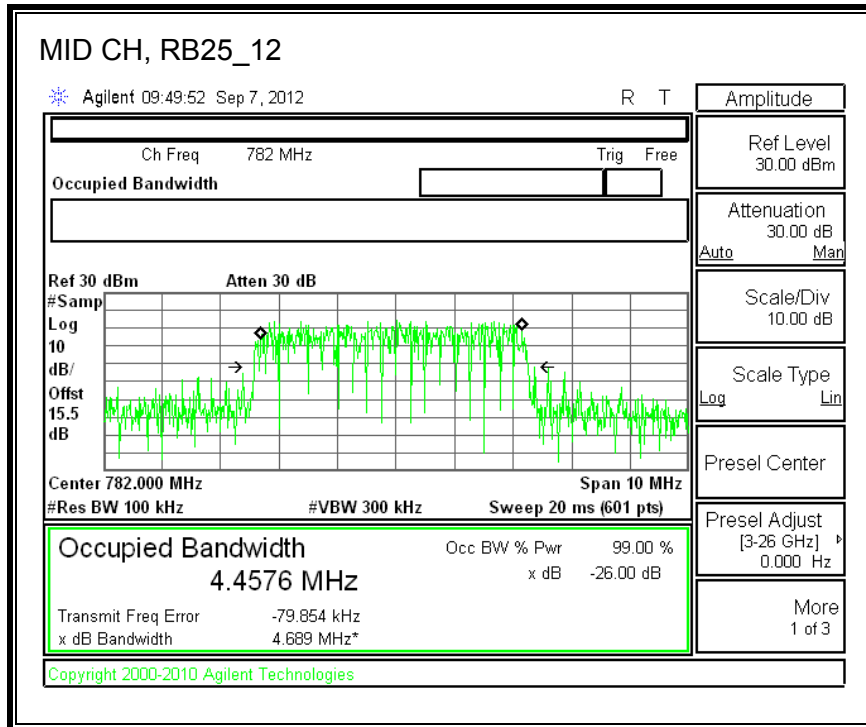 MID CH, RB25_12
Agilent 09:49:52 Sep 7, 2012 R T
Ch Freq 782 MHz Trig Free
Occupied Bandwidth
Ref 30 dBm Atten 30 dB
#Samp
Log
10
dB/
Offst
15.5
dB
Center 782.000 MHz Span 10 MHz
#Res BW 100 kHz #VBW 300 kHz Sweep 20 ms (601 pts)
Occupied Bandwidth Occ BW % Pwr 99.00 %
4.4576 MHz x dB -26.00 dB
Transmit Freq Error -79.854 kHz
x dB Bandwidth 4.689 MHz*
Copyright 2000-2010 Agilent Technologies
Amplitude
Ref Level
30.00 dBm
Attenuation
30.00 dB
Auto Man
Scale/Div
10.00 dB
Scale Type
Log Lin
Presel Center
Presel Adjust
[3-26 GHz]
0.000 Hz
More
1 of 3